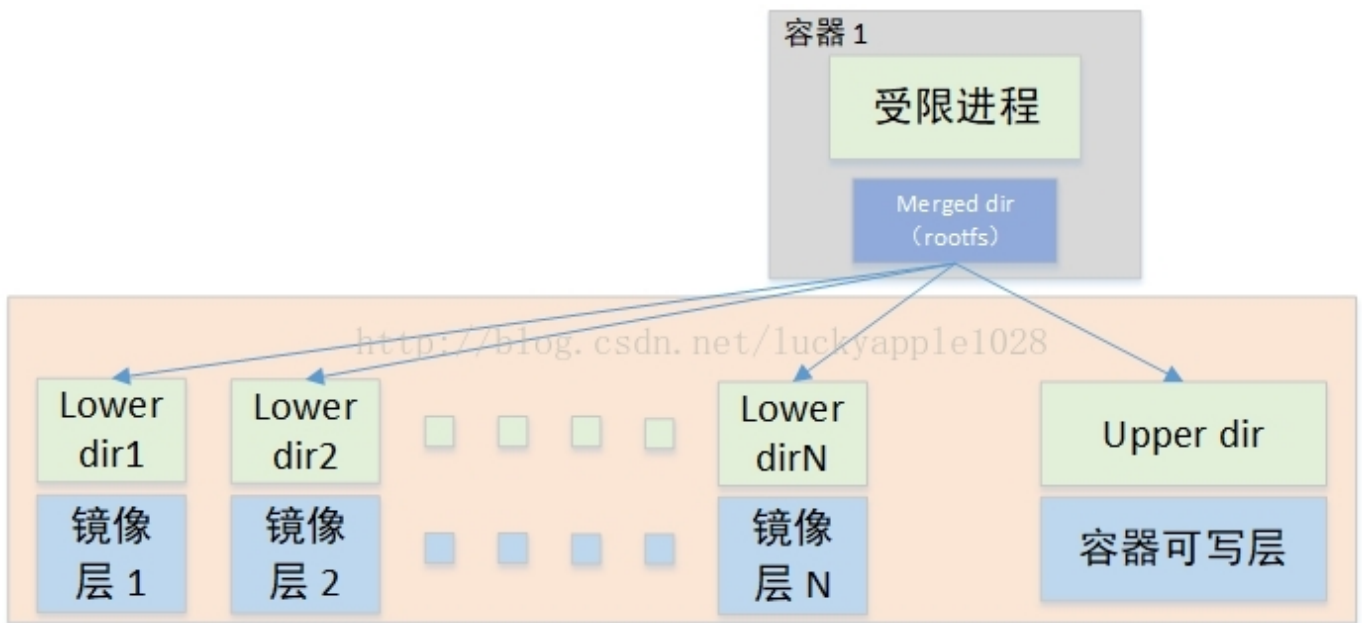 容器 1
受限进程
Merged dir
（rootfs）
http://blog.csdn.net/luckyapple1028
Lower
dir1
Lower
dir2
Lower
dirN
Upper dir
镜像
层 1
镜像
层 2
镜像
层 N
容器可写层